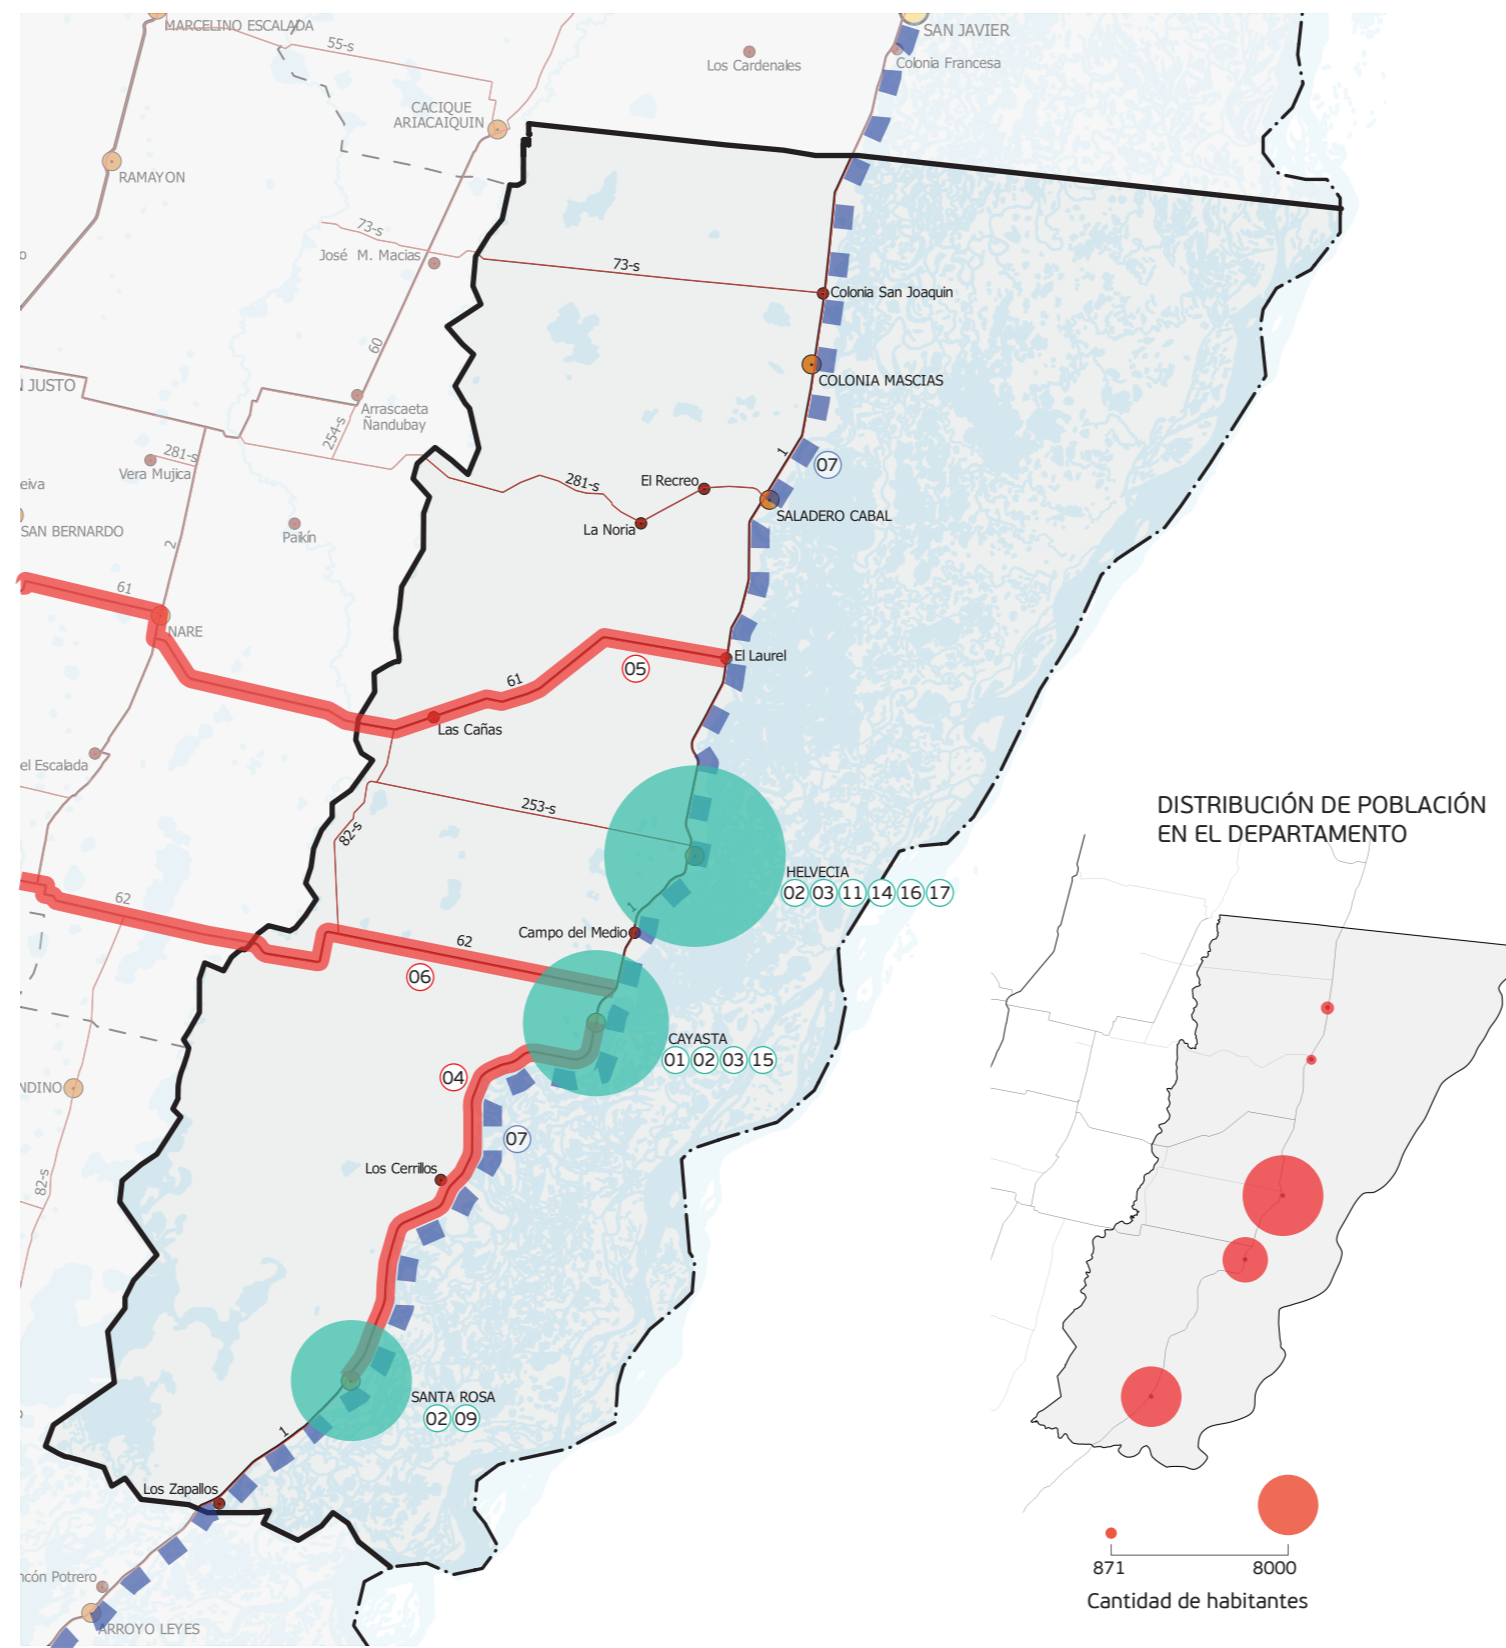 MARCELINO ESCALADA
SAN JAVIER
55-s
Los Cardenales
Colonia Francesa
CACIQUE
ARIACAIQUIN
RAMAYON
73-s
José M. Macias
73-s
Colonia San Joaquin
60
COLONIA MASCIAS
JUSTO
Arrascaeta
Ñandubay
254-s
281-s
Vera Mujica
1
07
281-s
El Recreo
SALADERO CABAL
La Noria
eiva
SAN BERNARDO
Paikín
2
61
NARE
El Laurel
05
61
Las Cañas
el Escalada
253-s
82-s
DISTRIBUCIÓN DE POBLACIÓN
EN EL DEPARTAMENTO
HELVECIA
02 03 11 14 16 17
62
1
Campo del Medio
62
06
CAYASTA
01 02 03 15
04
NDINO
07
82-s
Los Cerrillos
SANTA ROSA
02 09
1
Los Zapallos
ncón Potrero
ARROYO LEYES
871
8000
Cantidad de habitantes